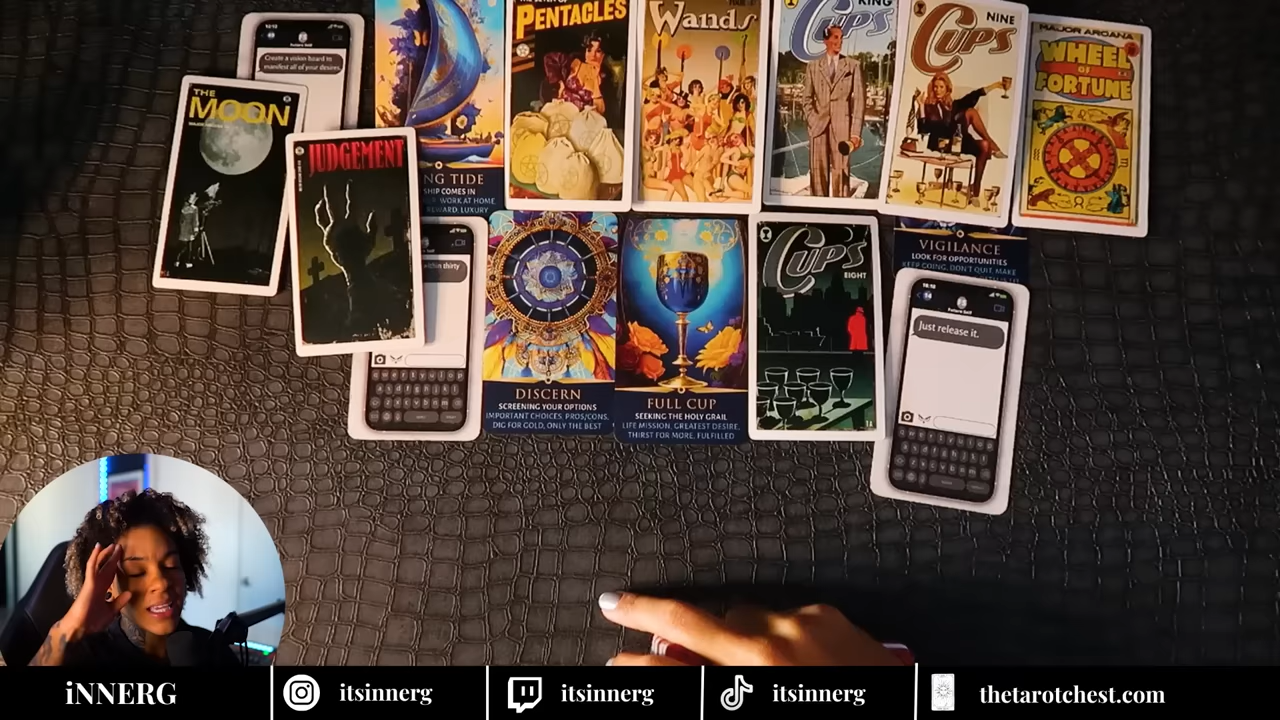 Create a vision board to
manifest all of your desires.
THE
MOON
JUDGEMENT
NG TIDE
SHIP COMES IN
WORK AT HOME
REWARD, LUXURY
PENTACLES
Wands
KING
Cups
NINE
Cups
MAJOR ARCANA
WHEEL
OF
FORTUNE
within thirty
DISCERN
SCREENING YOUR OPTIONS
IMPORTANT CHOICES, PROS/CONS,
DIG FOR GOLD, ONLY THE BEST
FULL CUP
SEEKING THE HOLY GRAIL
LIFE MISSION, GREATEST DESIRE,
THIRST FOR MORE, FULFILLED
Cups
EIGHT
VIGILANCE
LOOK FOR OPPORTUNITIES
KEEP GOING, DON'T QUIT, MAKE
Just release it.
iNNERG
itsinnerg
itsinnerg
itsinnerg
thetarotchest.com